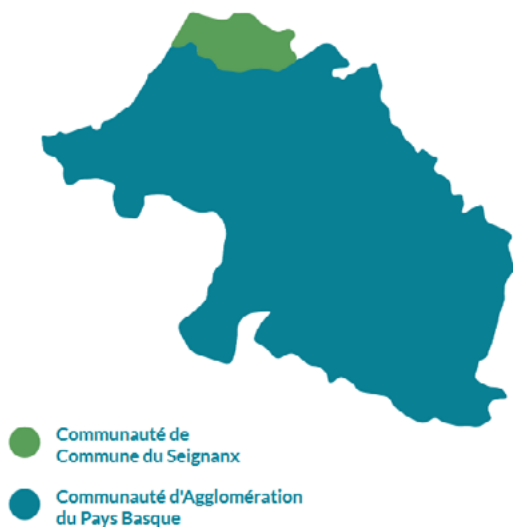 Communauté de
Commune du Seignanx
Communauté d'Agglomération
du Pays Basque